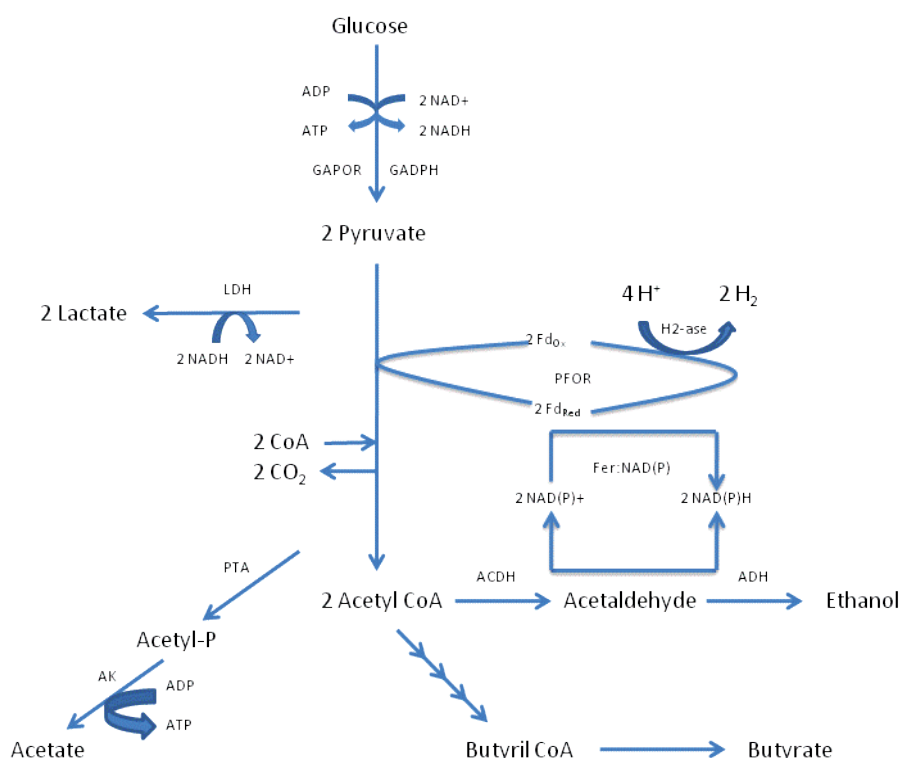 Glucose
ADP
2 NAD+
ATP
2 NADH
GAPOR GADPH
2 Pyruvate
LDH
2 Lactate
2 NADH 2 NAD+
4 H⁺ 2 H₂
H2-ase
2 Fd₀ₓ
PFOR
2 Fd_Red
2 CoA
2 CO₂
Fer:NAD(P)
2 NAD(P)+ 2 NAD(P)H
PTA
2 Acetyl CoA
ACDH
Acetaldehyde
ADH
Ethanol
Acetyl-P
AK
ADP
ATP
Acetate
Butyril CoA
Butyrate